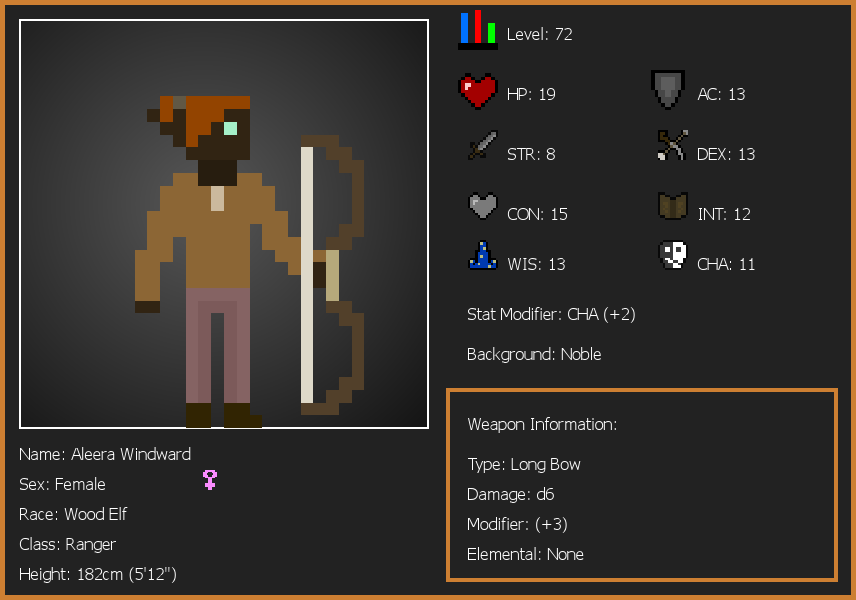 Level: 72
HP: 19
AC: 13
STR: 8
DEX: 13
CON: 15
INT: 12
WIS: 13
CHA: 11
Stat Modifier: CHA (+2)
Background: Noble
Weapon Information:
Type: Long Bow
Damage: d6
Modifier: (+3)
Elemental: None
Name: Aleera Windward
Sex: Female
Race: Wood Elf
Class: Ranger
Height: 182cm (5'12")